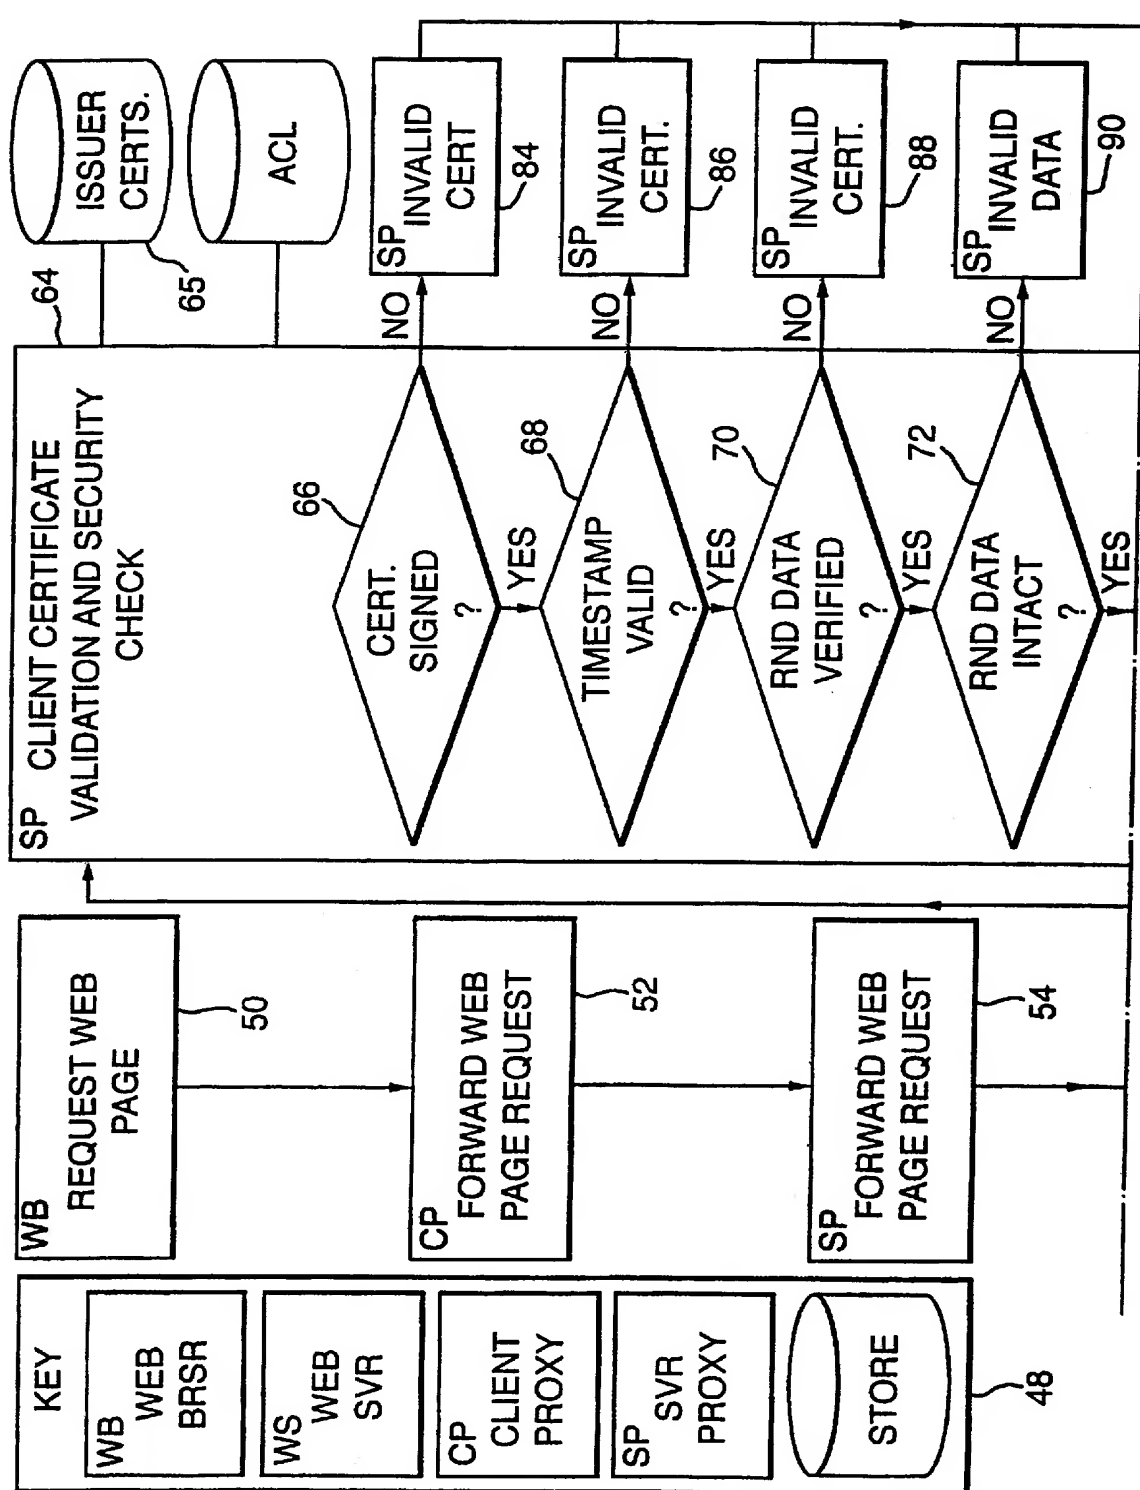 KEY
WB
WEB
BRSR
WS
WEB
SVR
CP
CLIENT
PROXY
SP
SVR
PROXY
STORE
48
WB
REQUEST WEB
PAGE
50
CP
FORWARD WEB
PAGE REQUEST
52
SP
FORWARD WEB
PAGE REQUEST
54
SP CLIENT CERTIFICATE
VALIDATION AND SECURITY
CHECK
64
ISSUER
CERTS.
65
ACL
66
CERT.
SIGNED
?
YES
NO
SP
INVALID
CERT
84
68
TIMESTAMP
VALID
?
YES
NO
SP
INVALID
CERT.
86
70
RND DATA
VERIFIED
?
YES
NO
SP
INVALID
CERT.
88
72
RND DATA
INTACT
?
YES
NO
SP
INVALID
DATA
90